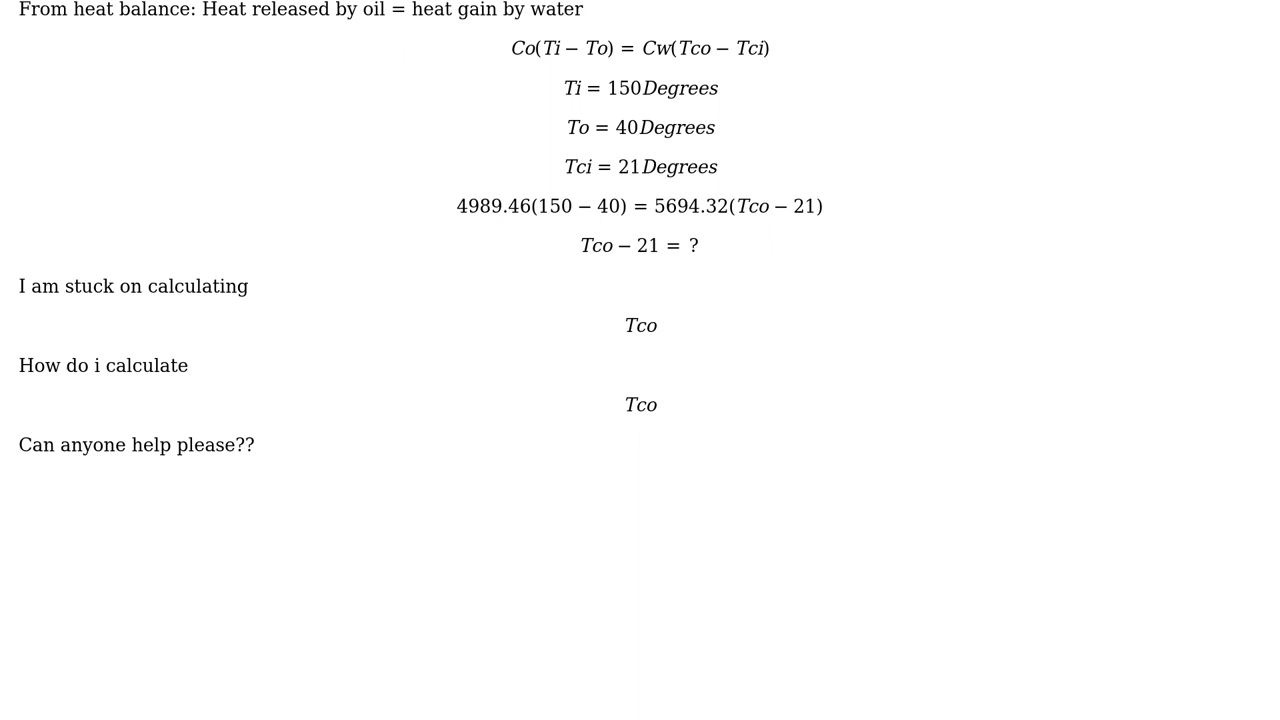 From heat balance: Heat released by oil = heat gain by water
Co(Ti − To) = Cw(Tco − Tci)
Ti = 150Degrees
To = 40Degrees
Tci = 21Degrees
4989.46(150 − 40) = 5694.32(Tco − 21)
Tco − 21 = ?
I am stuck on calculating
Tco
How do i calculate
Tco
Can anyone help please??